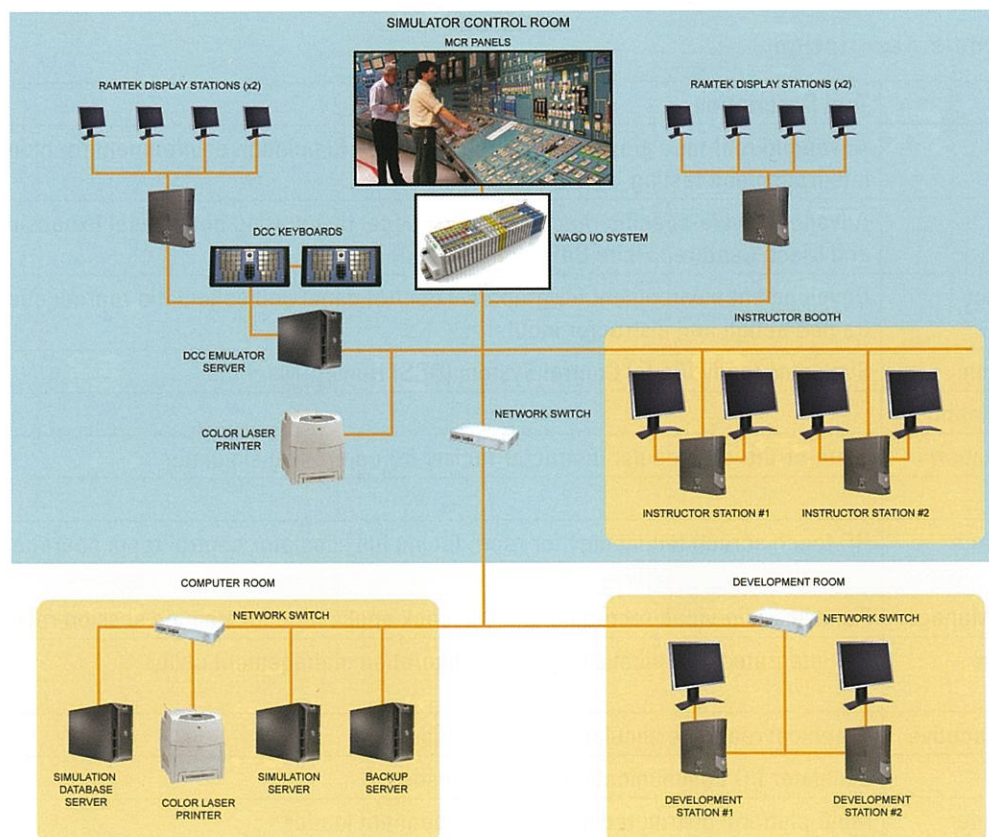 SIMULATOR CONTROL ROOM
MCR PANELS
RAMTEK DISPLAY STATIONS (x2)
RAMTEK DISPLAY STATIONS (x2)
DCC KEYBOARDS
WAGO I/O SYSTEM
INSTRUCTOR BOOTH
DCC EMULATOR
SERVER
NETWORK SWITCH
COLOR LASER
PRINTER
INSTRUCTOR STATION #1
INSTRUCTOR STATION #2
COMPUTER ROOM
DEVELOPMENT ROOM
NETWORK SWITCH
NETWORK SWITCH
SIMULATION
DATABASE
SERVER
COLOR LASER
PRINTER
SIMULATION
SERVER
BACKUP
SERVER
DEVELOPMENT
STATION #1
DEVELOPMENT
STATION #2